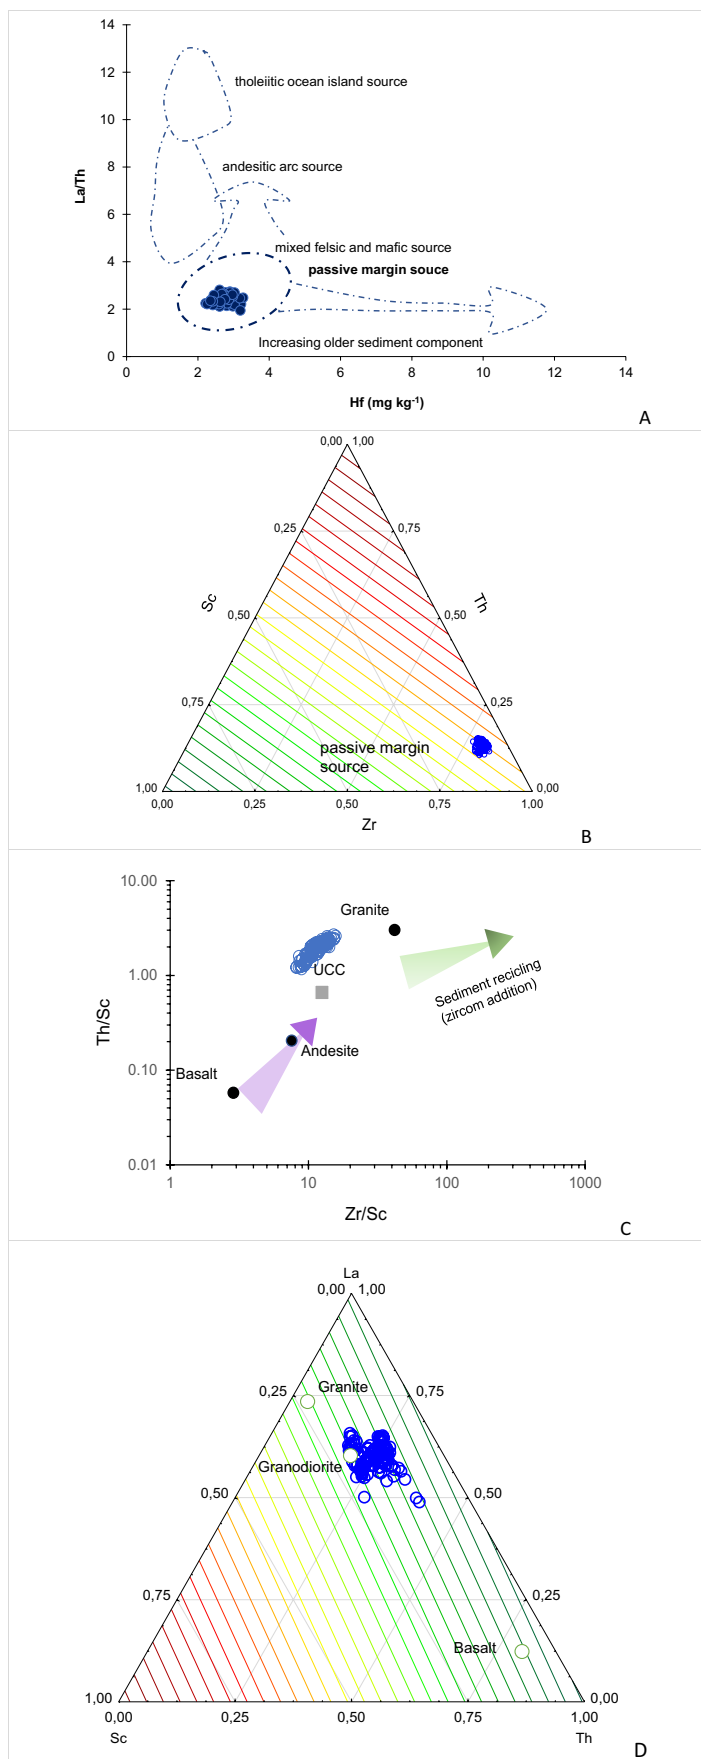 14
12
10
8
6
4
2
0
La/Th
tholeiitic ocean island source
andesitic arc source
mixed felsic and mafic source
passive margin souce
Increasing older sediment component
0 2 4 6 8 10 12 14
Hf (mg kg-1)
A
0,00 1,00
0,25 0,75
Sc Th
0,50 0,50
0,75 0,25
passive margin
source
1,00 0,00
0,00 0,25 0,50 0,75 1,00
Zr
B
10.00
1.00
0.10
0.01
Th/Sc
Granite
UCC
Andesite
Basalt
Sediment recicling
(zircom addition)
1 10 100 1000
Zr/Sc
C
La
0,00 1,00
0,25 Granite 0,75
Granodiorite
0,50 0,50
0,75 0,25
Basalt
1,00 0,00
0,00 0,25 0,50 0,75 1,00
Sc Th
D